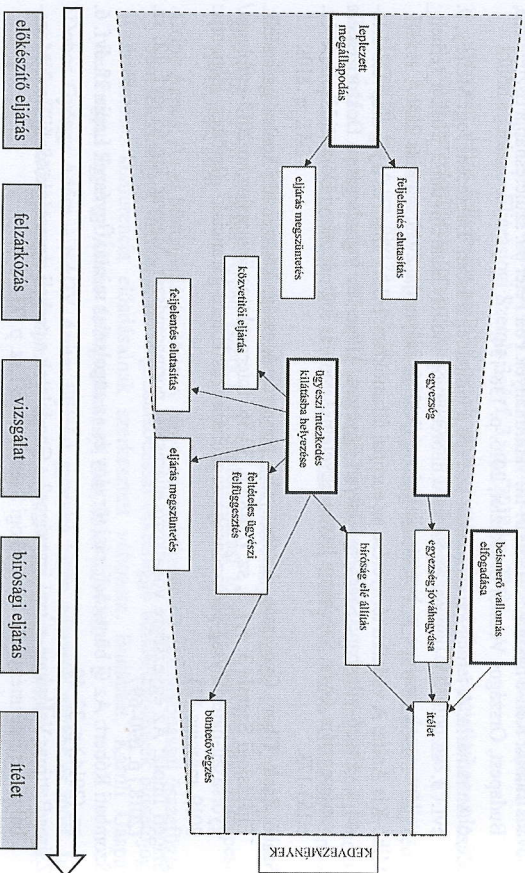 leplezett
megállapodás
feljelentés elutasítás
eljárás megszüntetés
egyezség
egyezség jóváhagyása
beismerő vallomás
elfogadása
ítélet
ügyészi intézkedés
kilátásba helyezése
bíróság elé állítás
közvetítői eljárás
feltételes ügyészi
felfüggesztés
feljelentés elutasítás
eljárás megszüntetés
büntetővégzés
KEDVEZMÉNYEK
előkészítő eljárás
felzárkózás
vizsgálat
bírósági eljárás
ítélet